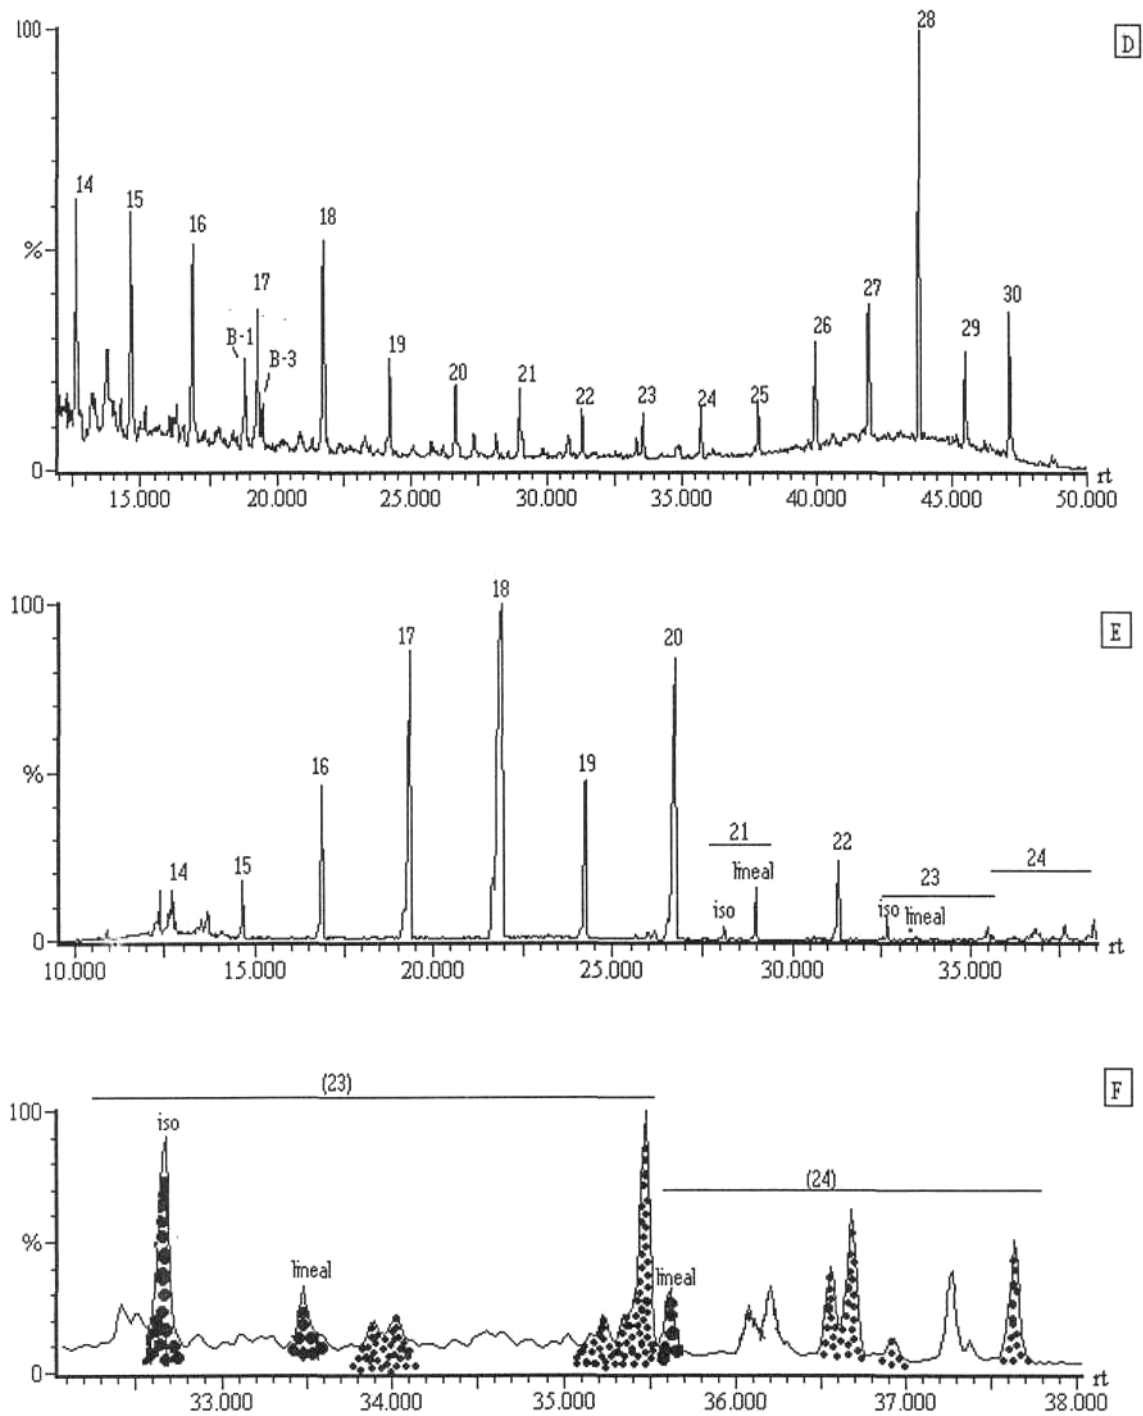 28
100
D
14
15
16
18
%
17
B-1
B-3
27
30
26
29
19
20
21
22
23
24
25
0
rt
15.000 20.000 25.000 30.000 35.000 40.000 45.000 50.000
18
100
E
17
20
16
%
19
14
15
21
lineal
iso
22
23
24
iso
lineal
0
rt
10.000 15.000 20.000 25.000 30.000 35.000
(23)
F
100
iso
(24)
%
lineal
lineal
0
rt
33.000 34.000 35.000 36.000 37.000 38.000